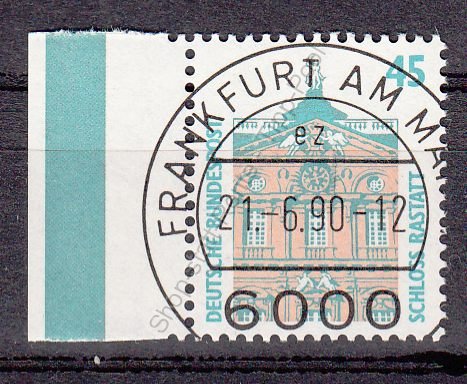 45
DEUTSCHE BUNDESPOST
SCHLOSS RASTATT
FRANKFURT AM MA
ez
21.-6.90-12
6000